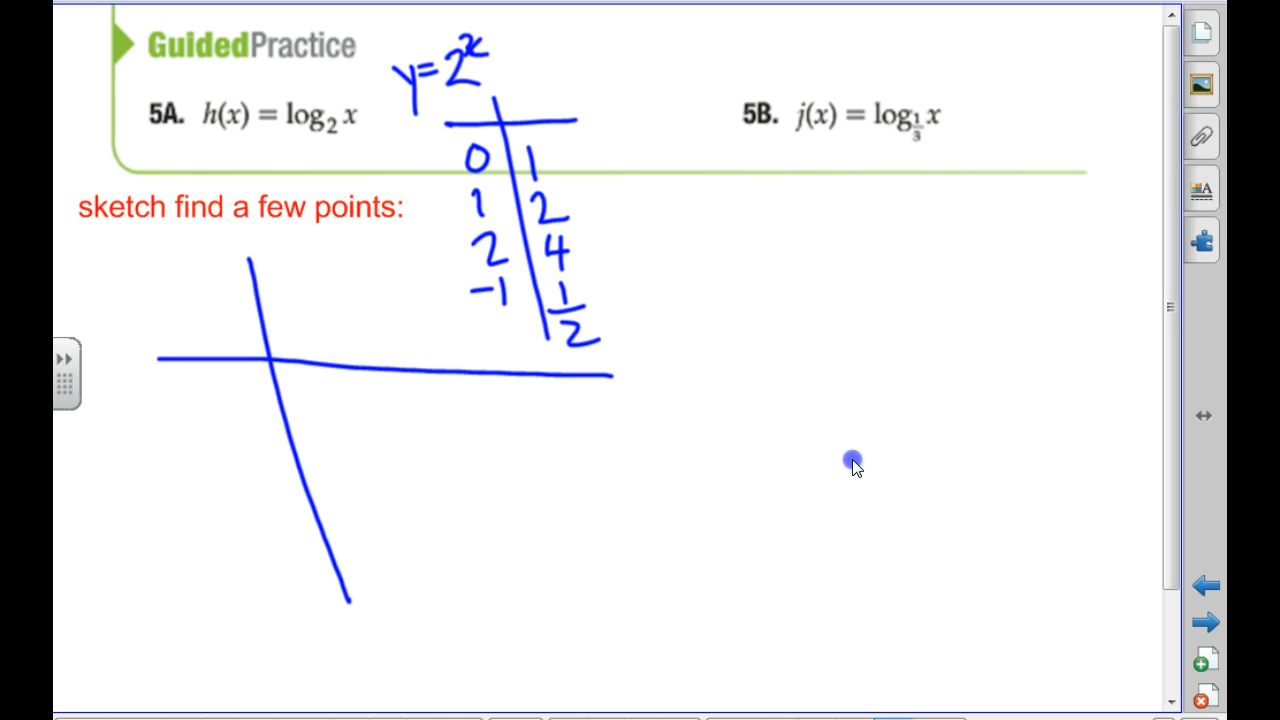 GuidedPractice
y=2^x
5A. h(x) = log₂ x
5B. j(x) = log_{1/3} x
sketch find a few points:
0 1
1 2
2 4
-1 1/2